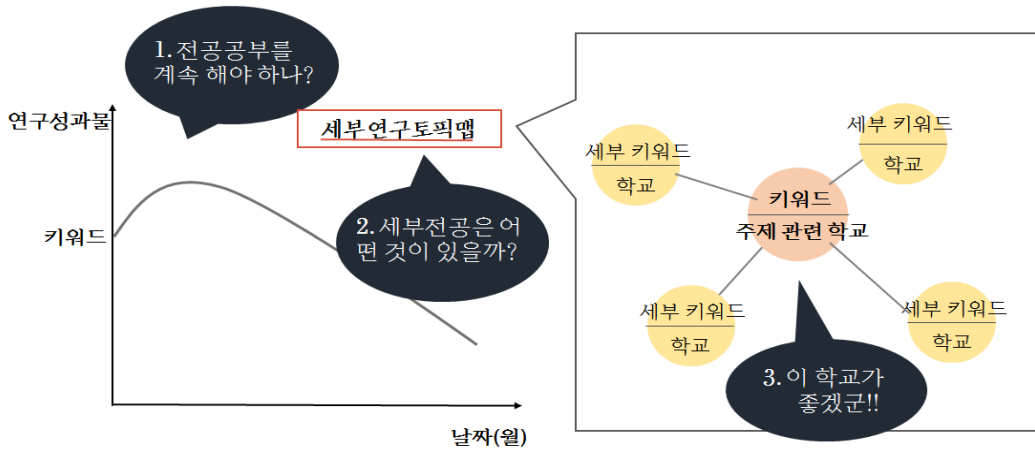 1. 전공공부를
계속 해야 하나?
연구성과물
세부연구토픽맵
키워드
2. 세부전공은 어
떤 것이 있을까?
날짜(월)
세부 키워드
학교
세부 키워드
학교
키워드
주제 관련 학교
세부 키워드
학교
세부 키워드
학교
3. 이 학교가
좋겠군!!